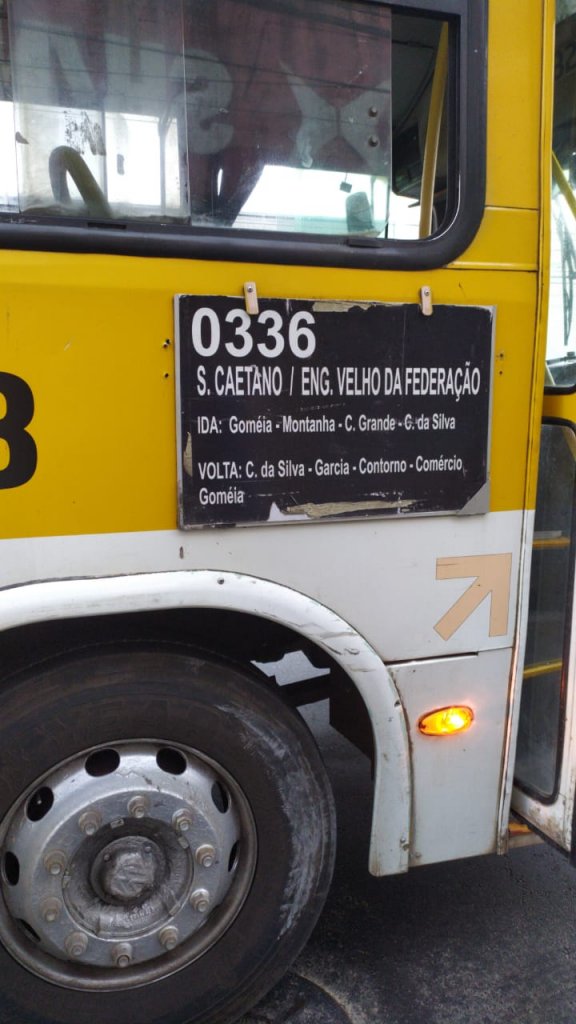 0336
S. CAETANO / ENG. VELHO DA FEDERAÇÃO
IDA: Goméia - Montanha - C. Grande - C. da Silva
VOLTA: C. da Silva - Garcia - Contorno - Comércio
Goméia